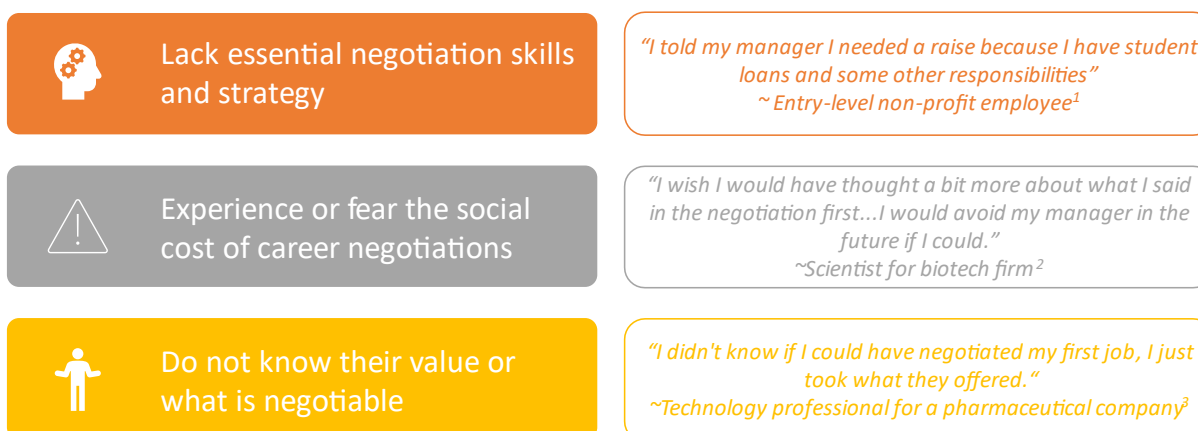 Lack essential negotiation skills
and strategy
“I told my manager I needed a raise because I have student
loans and some other responsibilities”
~ Entry-level non-profit employee1
Experience or fear the social
cost of career negotiations
“I wish I would have thought a bit more about what I said
in the negotiation first...I would avoid my manager in the
future if I could.”
~Scientist for biotech firm2
Do not know their value or
what is negotiable
“I didn't know if I could have negotiated my first job, I just
took what they offered.“
~Technology professional for a pharmaceutical company3